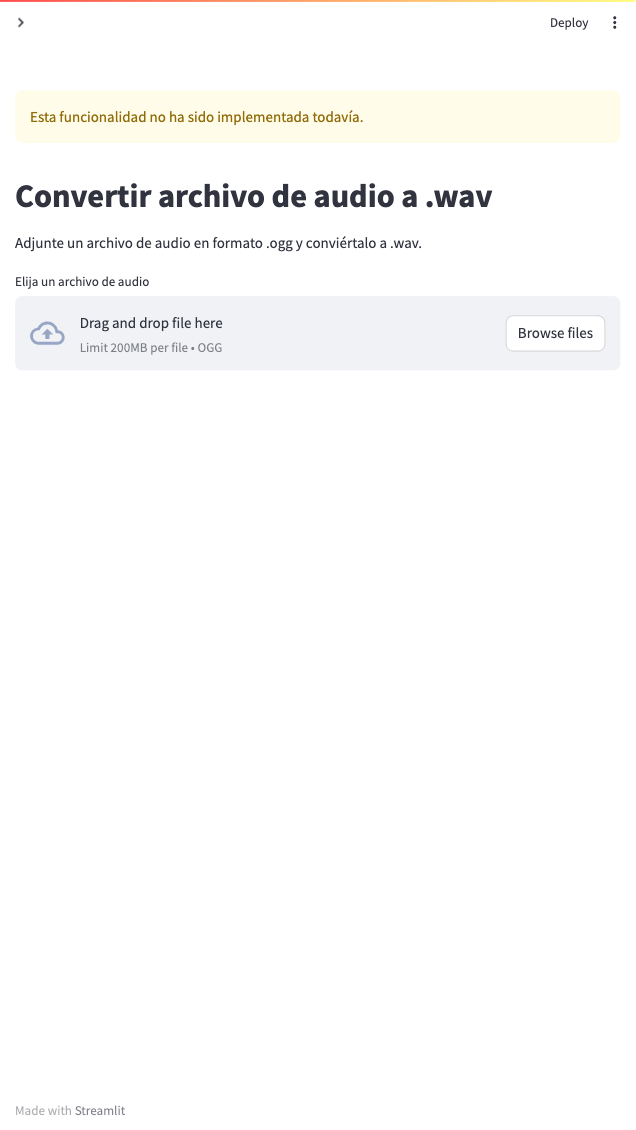 Deploy
Esta funcionalidad no ha sido implementada todavía.
Convertir archivo de audio a .wav
Adjunte un archivo de audio en formato .ogg y conviértalo a .wav.
Elija un archivo de audio
Drag and drop file here
Limit 200MB per file • OGG
Browse files
Made with Streamlit